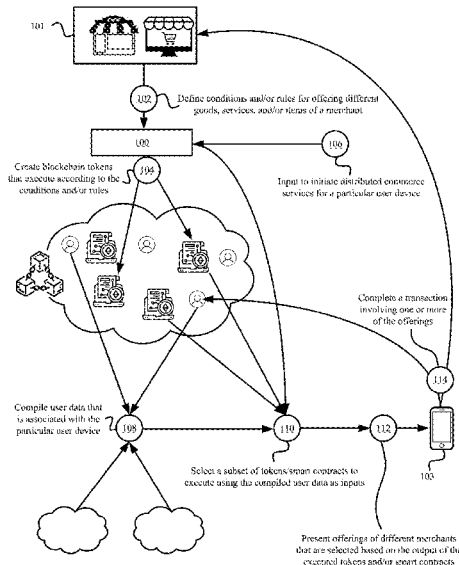 101
102
Define conditions and/or rules for offering different
goods, services, and/or items of a merchant
100
106
Create blockchain tokens
that execute according to the
conditions and/or rules
104
Input to initiate distributed commerce
services for a particular user device
Complete a transaction
involving one or more
of the offerings
114
Compile user data that
is associated with the
particular user device
108
110
112
103
Select a subset of tokens/smart contracts to
execute using the compiled user data as inputs
Present offerings of different merchants
that are selected based on the output of the
executed tokens and/or smart contracts